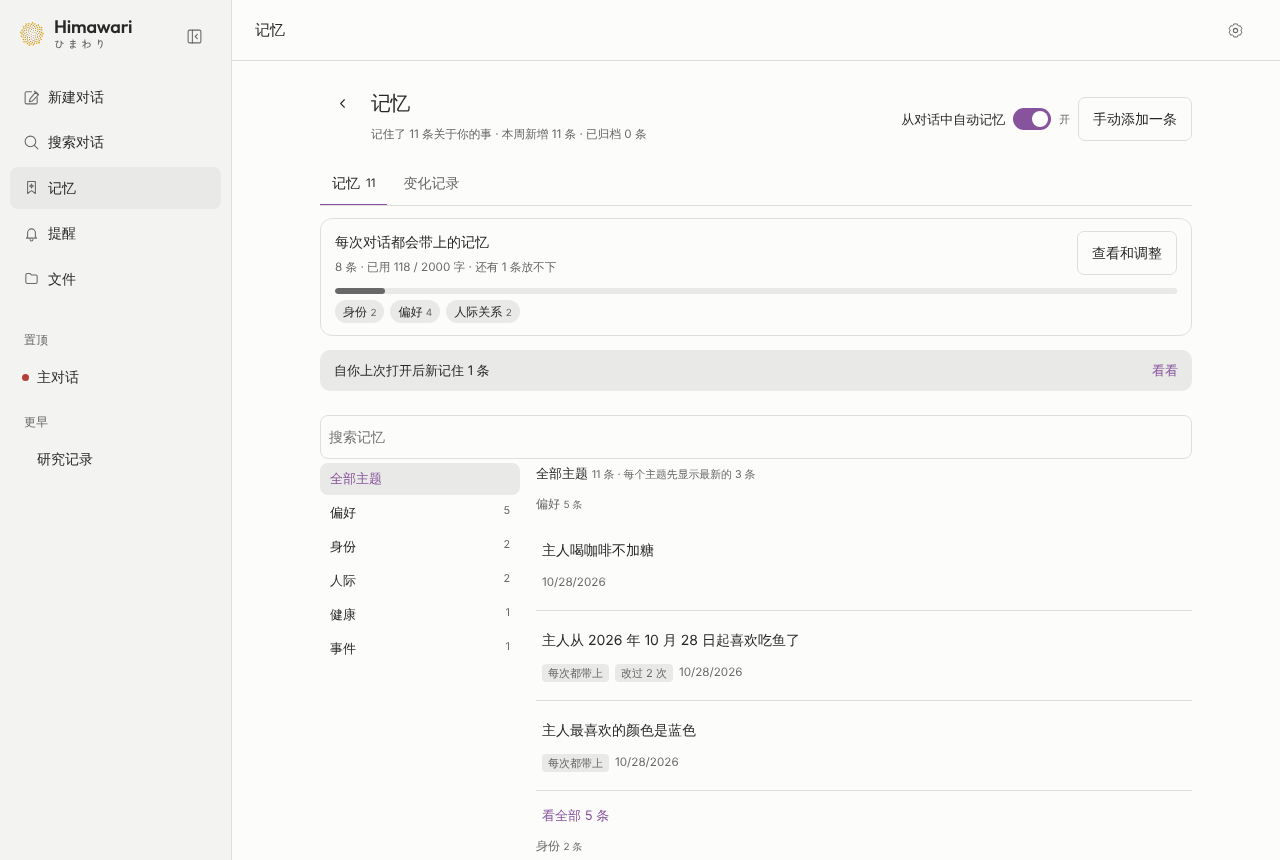 Himawari
ひまわり
新建对话
搜索对话
记忆
提醒
文件
置顶
主对话
更早
研究记录
记忆
记忆
记住了 11 条关于你的事 · 本周新增 11 条 · 已归档 0 条
从对话中自动记忆 开 手动添加一条
记忆 11 变化记录
每次对话都会带上的记忆
8 条 · 已用 118 / 2000 字 · 还有 1 条放不下
查看和调整
身份 2 偏好 4 人际关系 2
自你上次打开后新记住 1 条 看看
搜索记忆
全部主题
偏好 5
身份 2
人际 2
健康 1
事件 1
全部主题 11 条 · 每个主题先显示最新的 3 条
偏好 5 条
主人喝咖啡不加糖
10/28/2026
主人从 2026 年 10 月 28 日起喜欢吃鱼了
每次都带上 改过 2 次 10/28/2026
主人最喜欢的颜色是蓝色
每次都带上 10/28/2026
看全部 5 条
身份 2 条